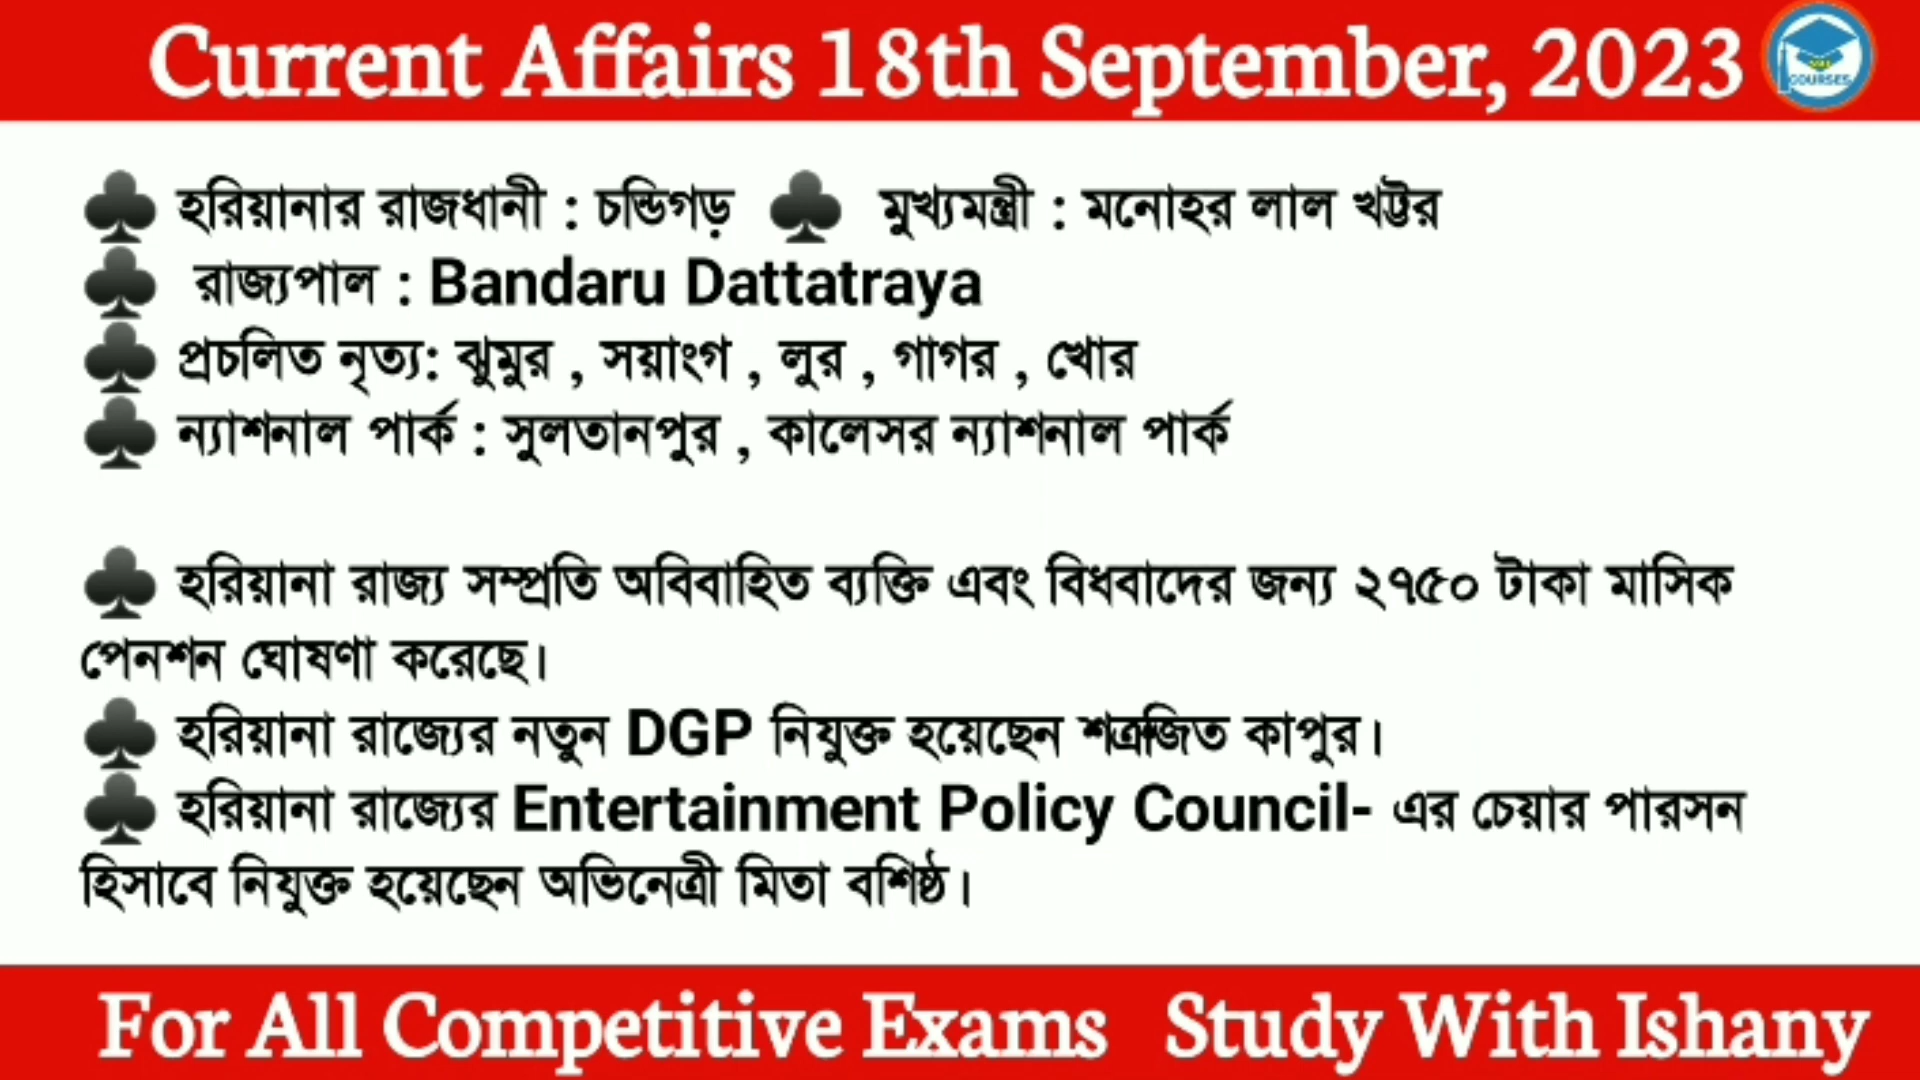 Current Affairs 18th September, 2023
COURSES
♣ হরিয়ানার রাজধানী : চন্ডিগড় ♣ মুখ্যমন্ত্রী : মনোহর লাল খট্টর
♣ রাজ্যপাল : Bandaru Dattatraya
♣ প্রচলিত নৃত্য: ঝুমুর , সয়াংগ , লুর , গাগর , খোর
♣ ন্যাশনাল পার্ক : সুলতানপুর , কালেসর ন্যাশনাল পার্ক
♣ হরিয়ানা রাজ্য সম্প্রতি অবিবাহিত ব্যক্তি এবং বিধবাদের জন্য ২৭৫০ টাকা মাসিক
পেনশন ঘোষণা করেছে।
♣ হরিয়ানা রাজ্যের নতুন DGP নিযুক্ত হয়েছেন শত্রুজিত কাপুর।
♣ হরিয়ানা রাজ্যের Entertainment Policy Council- এর চেয়ার পারসন
হিসাবে নিযুক্ত হয়েছেন অভিনেত্রী মিতা বশিষ্ঠ।
For All Competitive Exams Study With Ishany